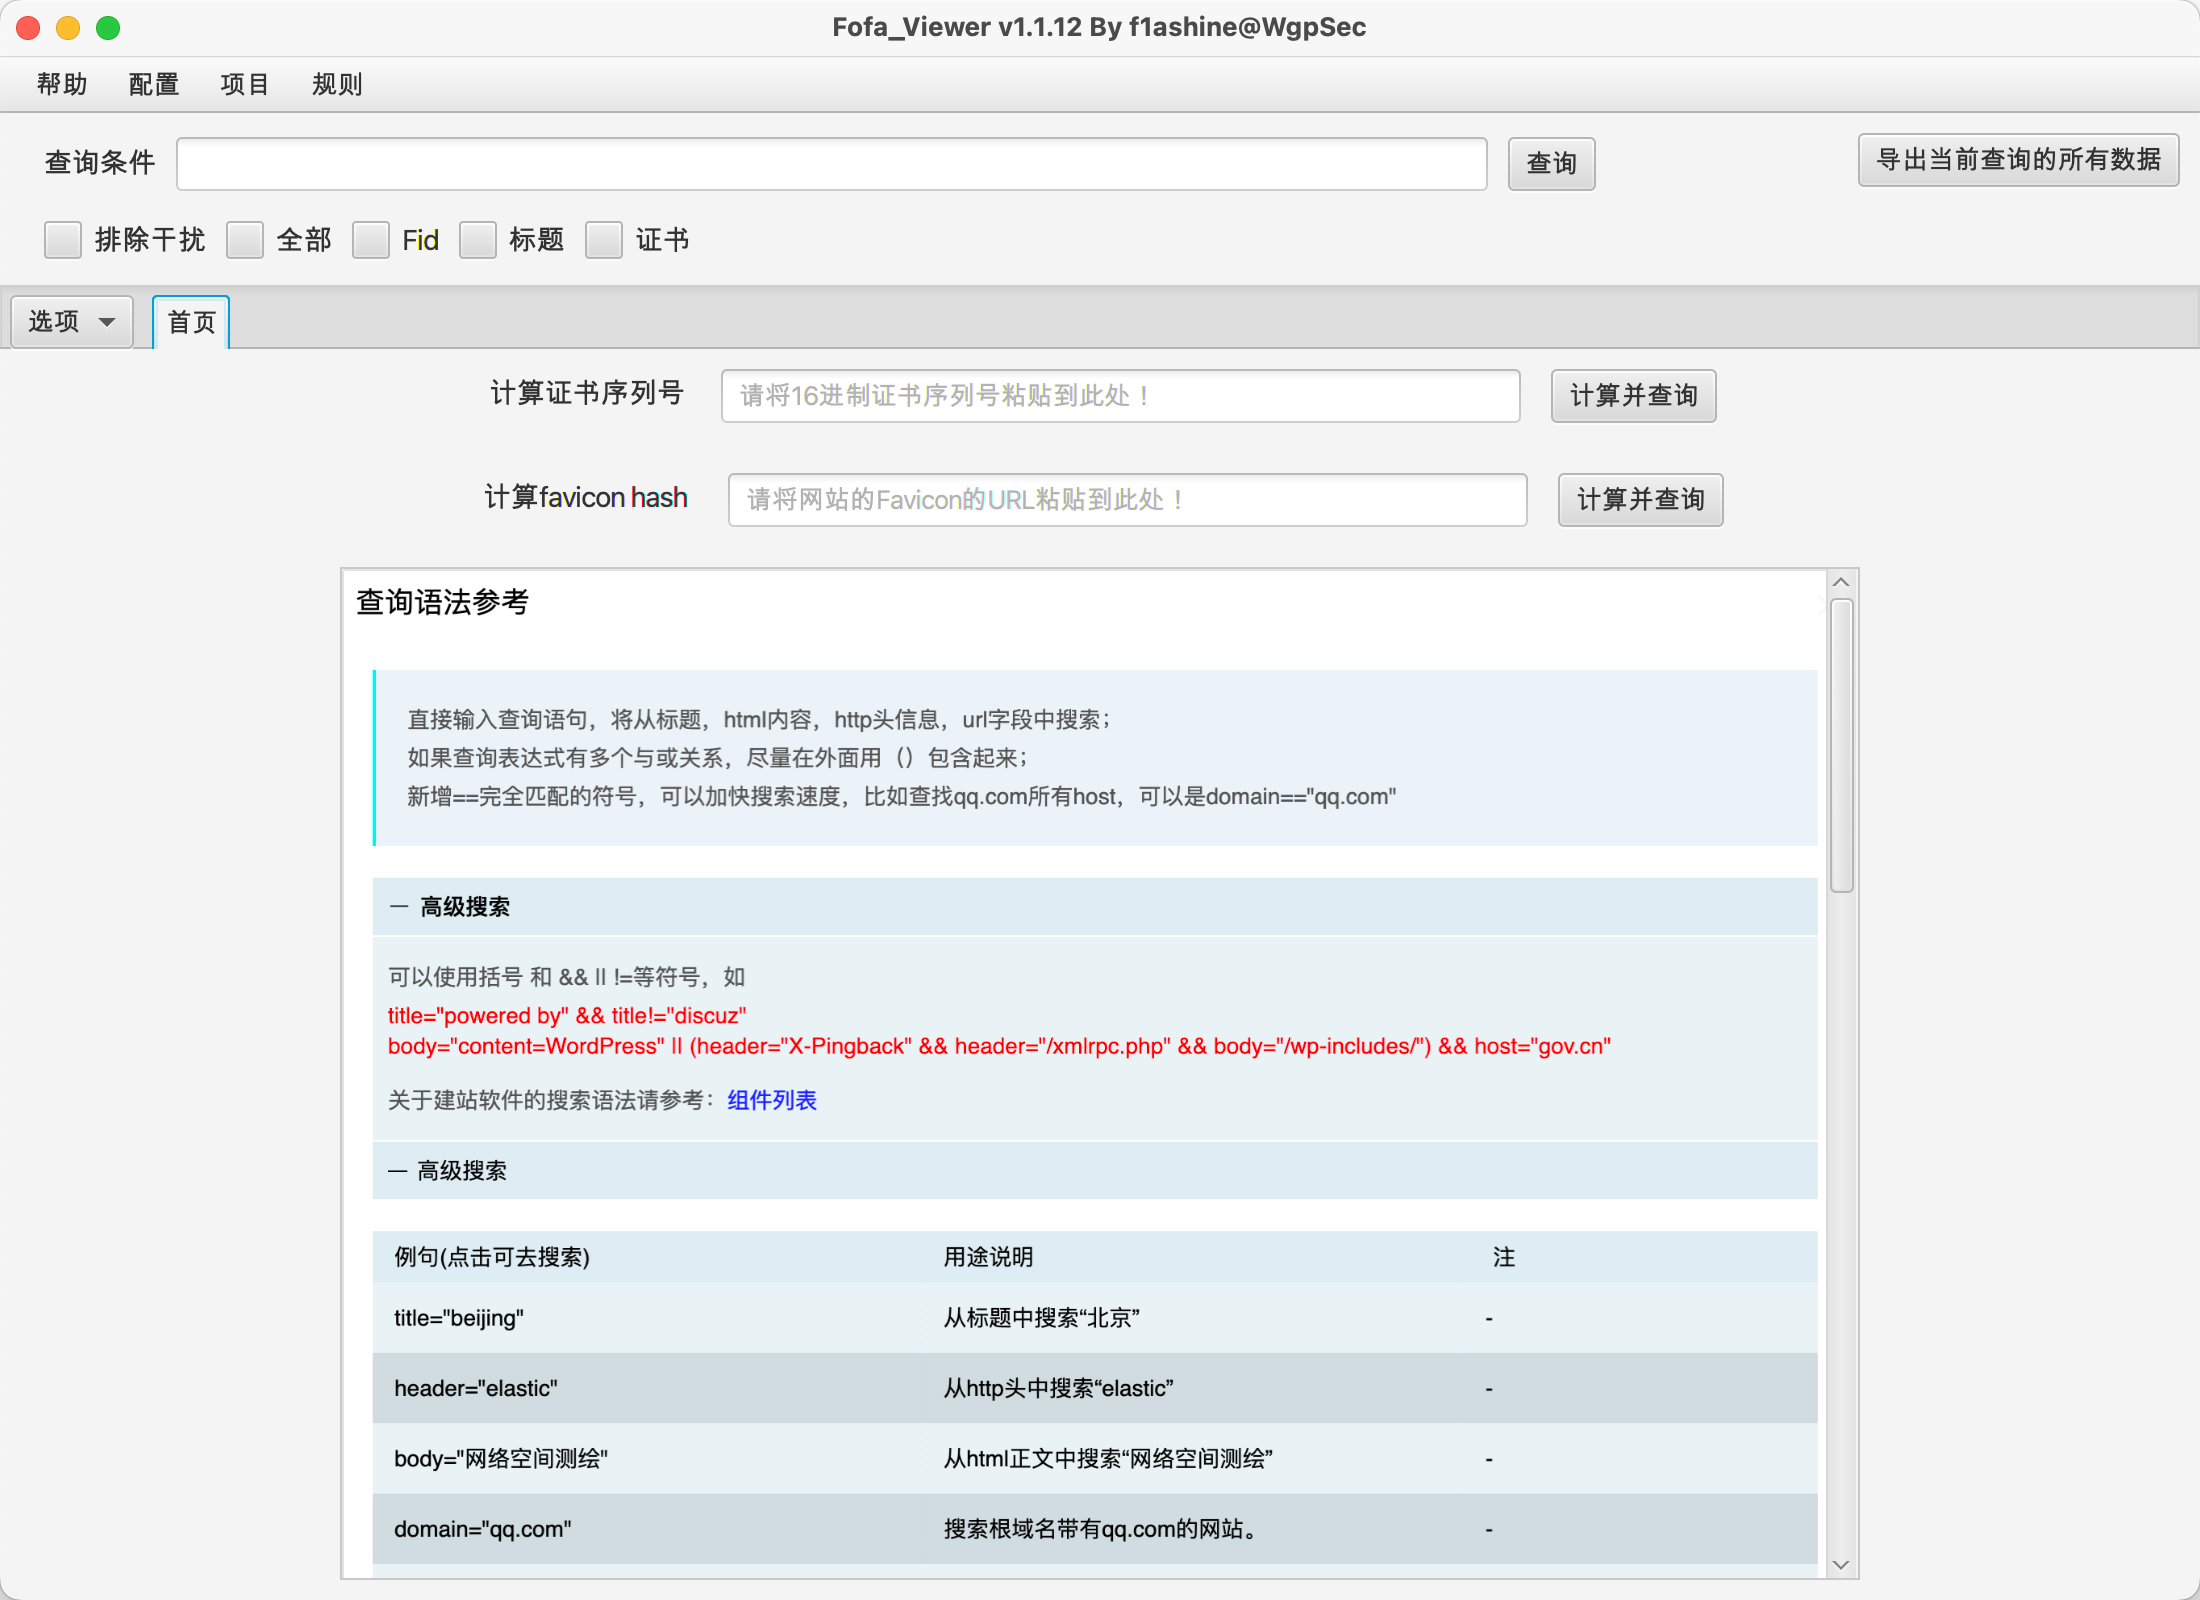 Fofa_Viewer v1.1.12 By f1ashine@WgpSec
帮助 配置 项目 规则
查询条件 查询 导出当前查询的所有数据
排除干扰 全部 Fid 标题 证书
选项 首页
计算证书序列号 请将16进制证书序列号粘贴到此处！ 计算并查询
计算favicon hash 请将网站的Favicon的URL粘贴到此处！ 计算并查询
查询语法参考
直接输入查询语句，将从标题，html内容，http头信息，url字段中搜索；
如果查询表达式有多个与或关系，尽量在外面用（）包含起来；
新增==完全匹配的符号，可以加快搜索速度，比如查找qq.com所有host，可以是domain=="qq.com"
— 高级搜索
可以使用括号 和 && || !=等符号，如
title="powered by" && title!="discuz"
body="content=WordPress" || (header="X-Pingback" && header="/xmlrpc.php" && body="/wp-includes/") && host="gov.cn"
关于建站软件的搜索语法请参考：组件列表
— 高级搜索
例句(点击可去搜索) 用途说明 注
title="beijing" 从标题中搜索“北京” -
header="elastic" 从http头中搜索“elastic” -
body="网络空间测绘" 从html正文中搜索“网络空间测绘” -
domain="qq.com" 搜索根域名带有qq.com的网站。 -